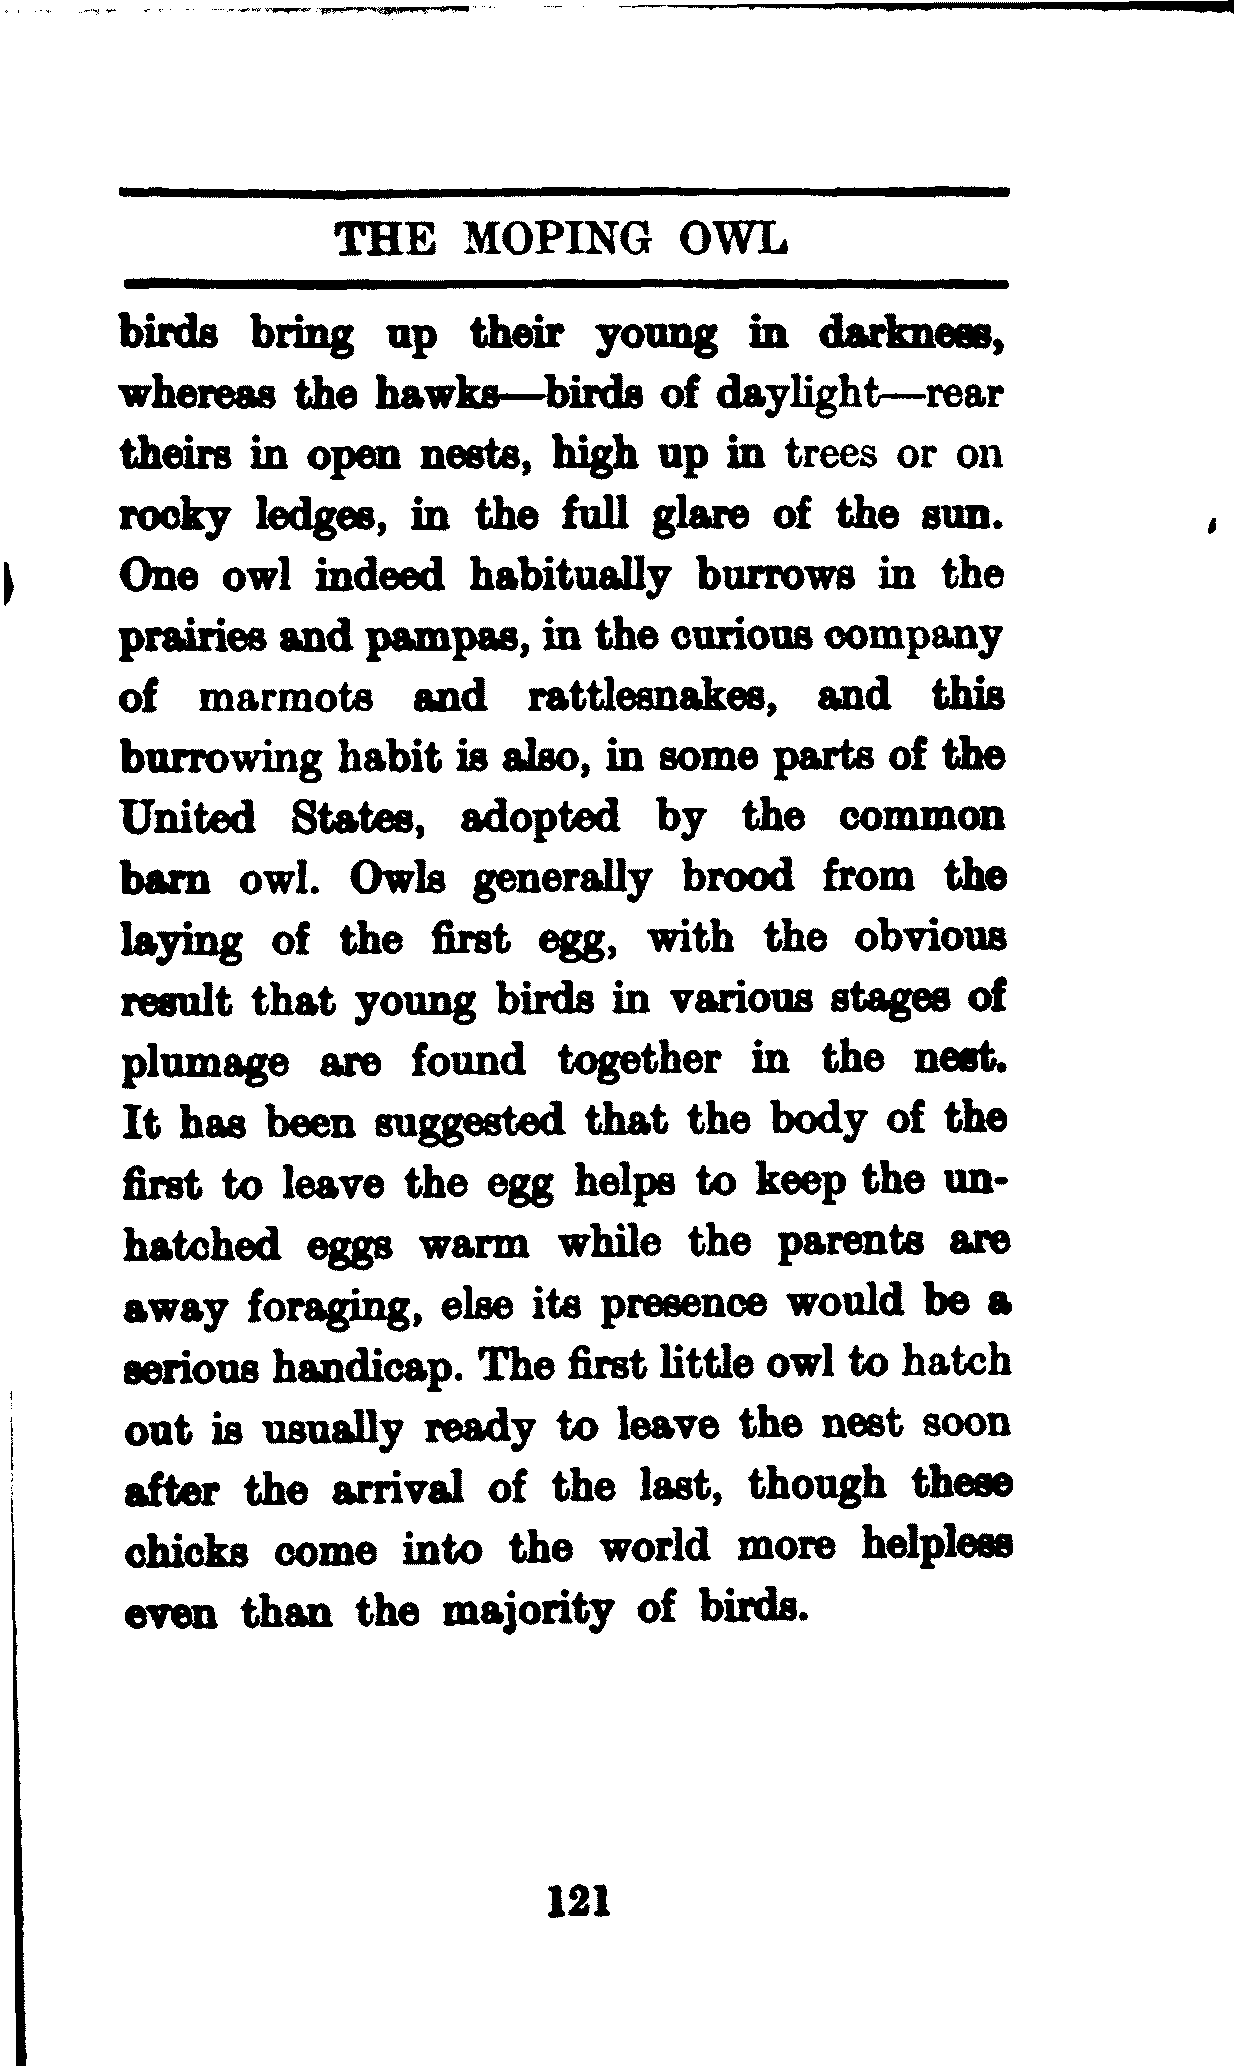 THE MOPING OWL
birds bring up their young in darkness,
whereas the hawks—birds of daylight—rear
theirs in open nests, high up in trees or on
rocky ledges, in the full glare of the sun.
One owl indeed habitually burrows in the
prairies and pampas, in the curious company
of marmots and rattlesnakes, and this
burrowing habit is also, in some parts of the
United States, adopted by the common
barn owl. Owls generally brood from the
laying of the first egg, with the obvious
result that young birds in various stages of
plumage are found together in the nest.
It has been suggested that the body of the
first to leave the egg helps to keep the un-
hatched eggs warm while the parents are
away foraging, else its presence would be a
serious handicap. The first little owl to hatch
out is usually ready to leave the nest soon
after the arrival of the last, though these
chicks come into the world more helpless
even than the majority of birds.
121